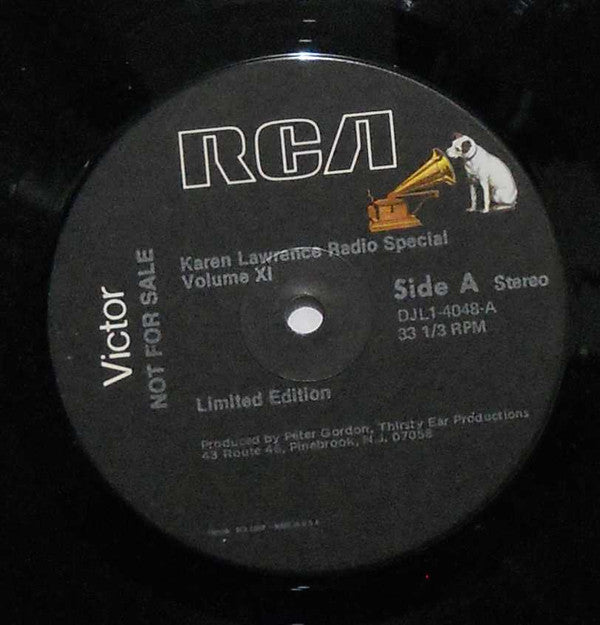 RCA
Karen Lawrence Radio Special
Volume XI
Side A Stereo
DJL1-4048-A
33 1/3 RPM
Victor
NOT FOR SALE
Limited Edition
Produced by Peter Gordon, Thirsty Ear Productions
43 Route 46, Pinebrook, N.J. 07058